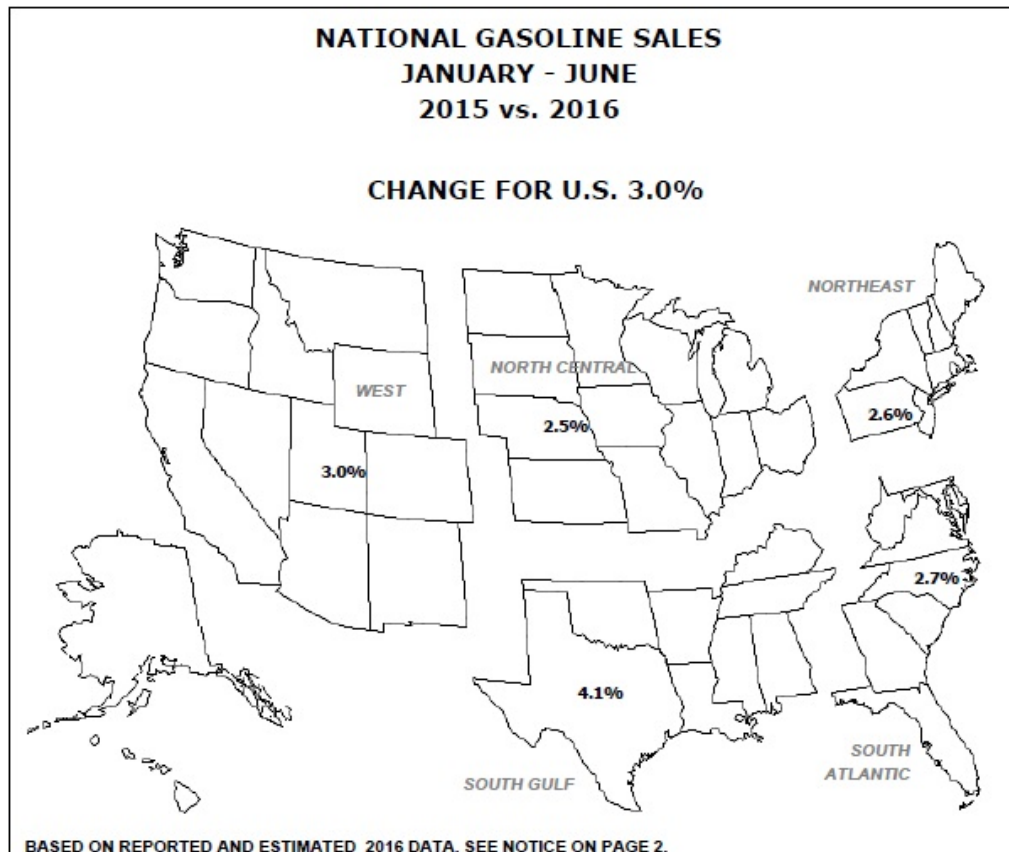 NATIONAL GASOLINE SALES
JANUARY - JUNE
2015 vs. 2016
CHANGE FOR U.S. 3.0%
NORTHEAST
NORTH CENTRAL
WEST
2.5%
2.6%
3.0%
2.7%
4.1%
SOUTH GULF
SOUTH
ATLANTIC
BASED ON REPORTED AND ESTIMATED 2016 DATA. SEE NOTICE ON PAGE 2.